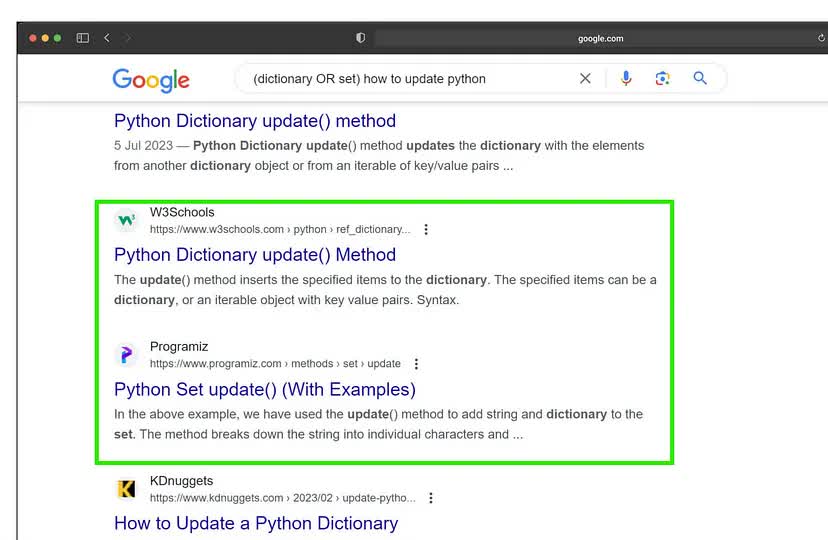 google.com
Google
(dictionary OR set) how to update python
Python Dictionary update() method
5 Jul 2023 — Python Dictionary update() method updates the dictionary with the elements
from another dictionary object or from an iterable of key/value pairs ...
W3Schools
https://www.w3schools.com › python › ref_dictionary...
Python Dictionary update() Method
The update() method inserts the specified items to the dictionary. The specified items can be a
dictionary, or an iterable object with key value pairs. Syntax.
Programiz
https://www.programiz.com › methods › set › update
Python Set update() (With Examples)
In the above example, we have used the update() method to add string and dictionary to the
set. The method breaks down the string into individual characters and ...
KDnuggets
https://www.kdnuggets.com › 2023/02 › update-pytho...
How to Update a Python Dictionary